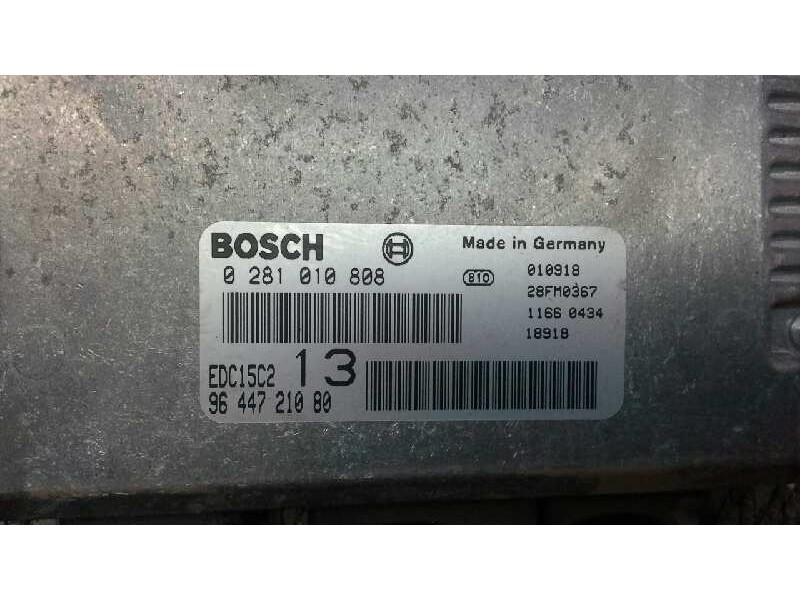 BOSCH
Made in Germany
0 281 010 808
810
010918
28FM0367
1166 0434
18918
EDC15C2
13
96 447 210 80